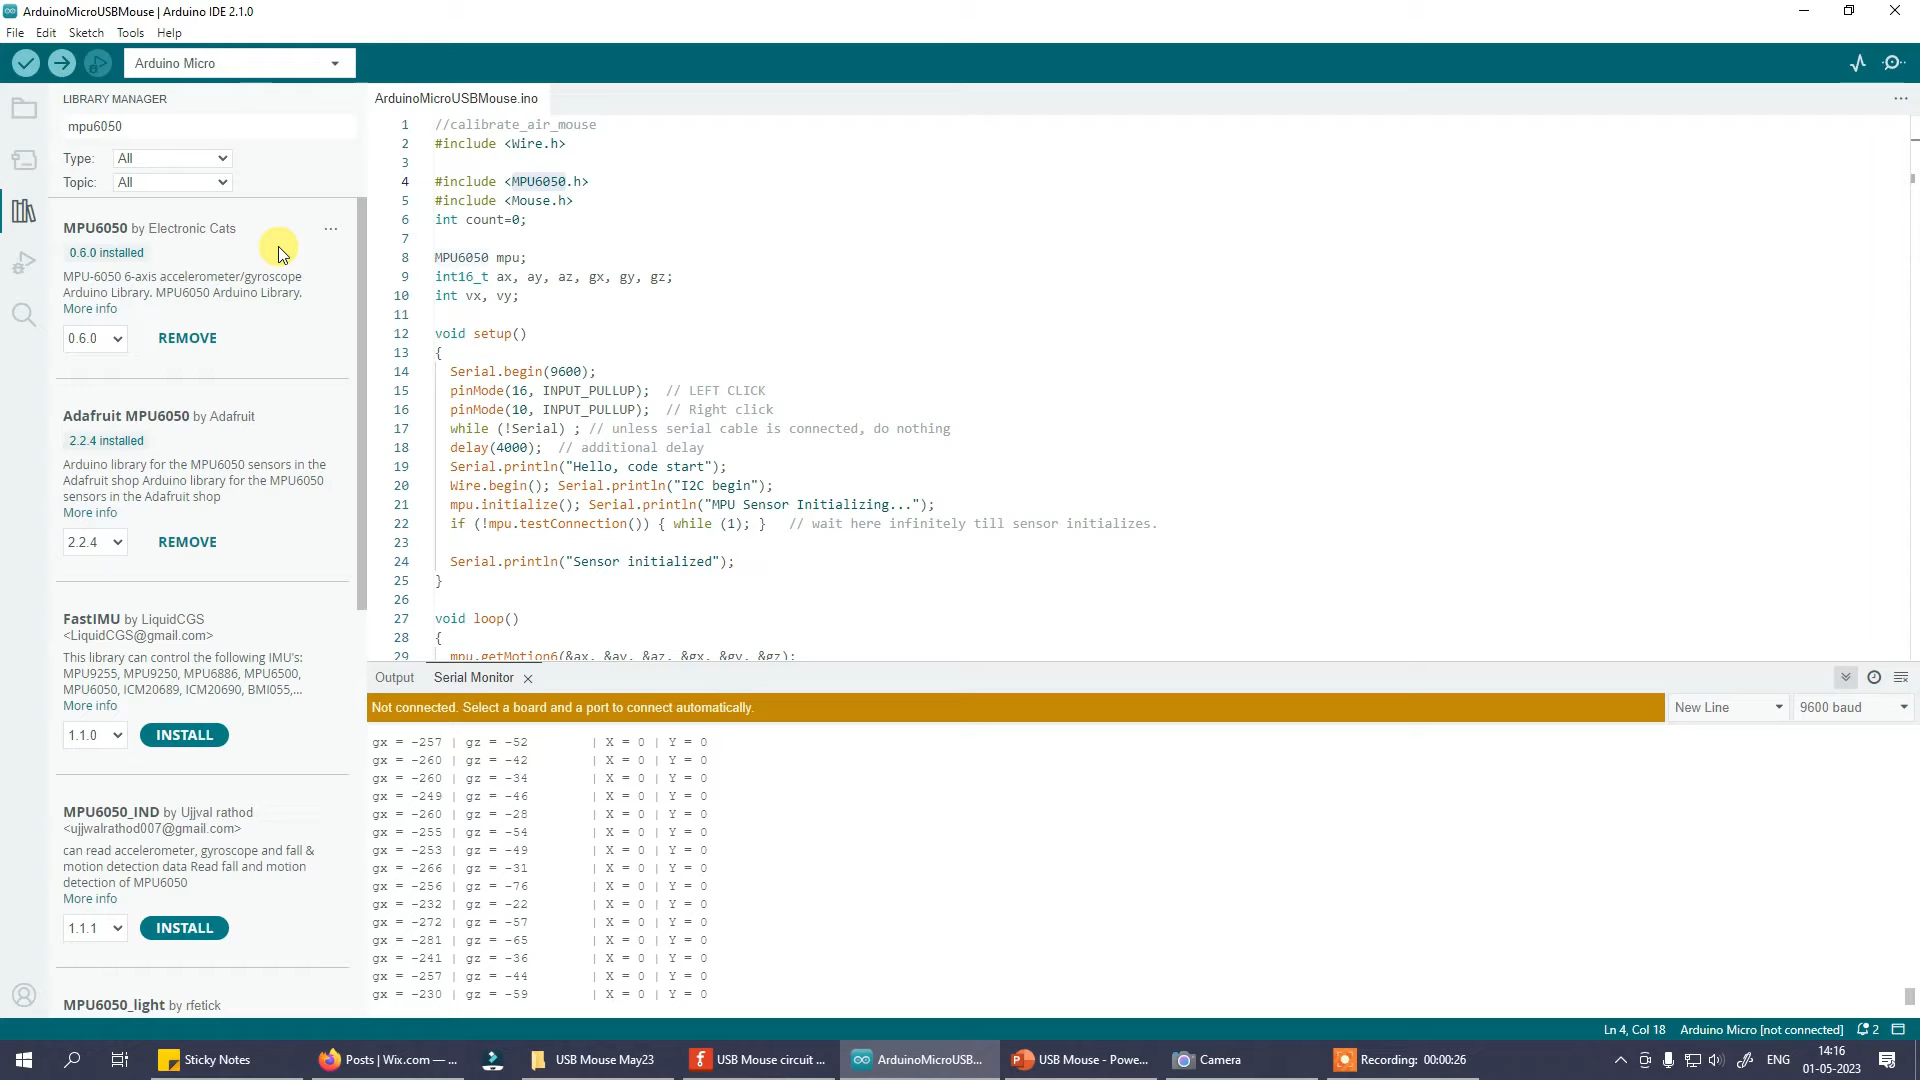 ArduinoMicroUSBMouse | Arduino IDE 2.1.0
File Edit Sketch Tools Help
Arduino Micro
LIBRARY MANAGER
mpu6050
Type: All
Topic: All
MPU6050 by Electronic Cats
0.6.0 installed
MPU-6050 6-axis accelerometer/gyroscope
Arduino Library. MPU6050 Arduino Library.
More info
0.6.0 REMOVE
Adafruit MPU6050 by Adafruit
2.2.4 installed
Arduino library for the MPU6050 sensors in the
Adafruit shop Arduino library for the MPU6050
sensors in the Adafruit shop
More info
2.2.4 REMOVE
FastIMU by LiquidCGS
<LiquidCGS@gmail.com>
This library can control the following IMU's:
MPU9255, MPU9250, MPU6886, MPU6500,
MPU6050, ICM20689, ICM20690, BMI055,...
More info
1.1.0 INSTALL
MPU6050_IND by Ujjval rathod
<ujjwalrathod007@gmail.com>
can read accelerometer, gyroscope and fall &
motion detection data Read fall and motion
detection of MPU6050
More info
1.1.1 INSTALL
MPU6050_light by rfetick
ArduinoMicroUSBMouse.ino
1 //calibrate_air_mouse
2 #include <Wire.h>
3
4 #include <MPU6050.h>
5 #include <Mouse.h>
6 int count=0;
7
8 MPU6050 mpu;
9 int16_t ax, ay, az, gx, gy, gz;
10 int vx, vy;
11
12 void setup()
13 {
14 Serial.begin(9600);
15 pinMode(16, INPUT_PULLUP); // LEFT CLICK
16 pinMode(10, INPUT_PULLUP); // Right click
17 while (!Serial) ; // unless serial cable is connected, do nothing
18 delay(4000); // additional delay
19 Serial.println("Hello, code start");
20 Wire.begin(); Serial.println("I2C begin");
21 mpu.initialize(); Serial.println("MPU Sensor Initializing...");
22 if (!mpu.testConnection()) { while (1); } // wait here infinitely till sensor initializes.
23
24 Serial.println("Sensor initialized");
25 }
26
27 void loop()
28 {
29 mpu.getMotion6(&ax, &ay, &az, &gx, &gy, &gz);
Output Serial Monitor
Not connected. Select a board and a port to connect automatically. New Line 9600 baud
gx = -257 | gz = -52 | X = 0 | Y = 0
gx = -260 | gz = -42 | X = 0 | Y = 0
gx = -260 | gz = -34 | X = 0 | Y = 0
gx = -249 | gz = -46 | X = 0 | Y = 0
gx = -260 | gz = -28 | X = 0 | Y = 0
gx = -255 | gz = -54 | X = 0 | Y = 0
gx = -253 | gz = -49 | X = 0 | Y = 0
gx = -266 | gz = -31 | X = 0 | Y = 0
gx = -256 | gz = -76 | X = 0 | Y = 0
gx = -232 | gz = -22 | X = 0 | Y = 0
gx = -272 | gz = -57 | X = 0 | Y = 0
gx = -281 | gz = -65 | X = 0 | Y = 0
gx = -241 | gz = -36 | X = 0 | Y = 0
gx = -257 | gz = -44 | X = 0 | Y = 0
gx = -230 | gz = -59 | X = 0 | Y = 0
Ln 4, Col 18 Arduino Micro [not connected] 2
Sticky Notes Posts | Wix.com — ... USB Mouse May23 USB Mouse circuit ... ArduinoMicroUSB... USB Mouse - Powe... Camera Recording: 00:00:26 ENG 14:16
01-05-2023